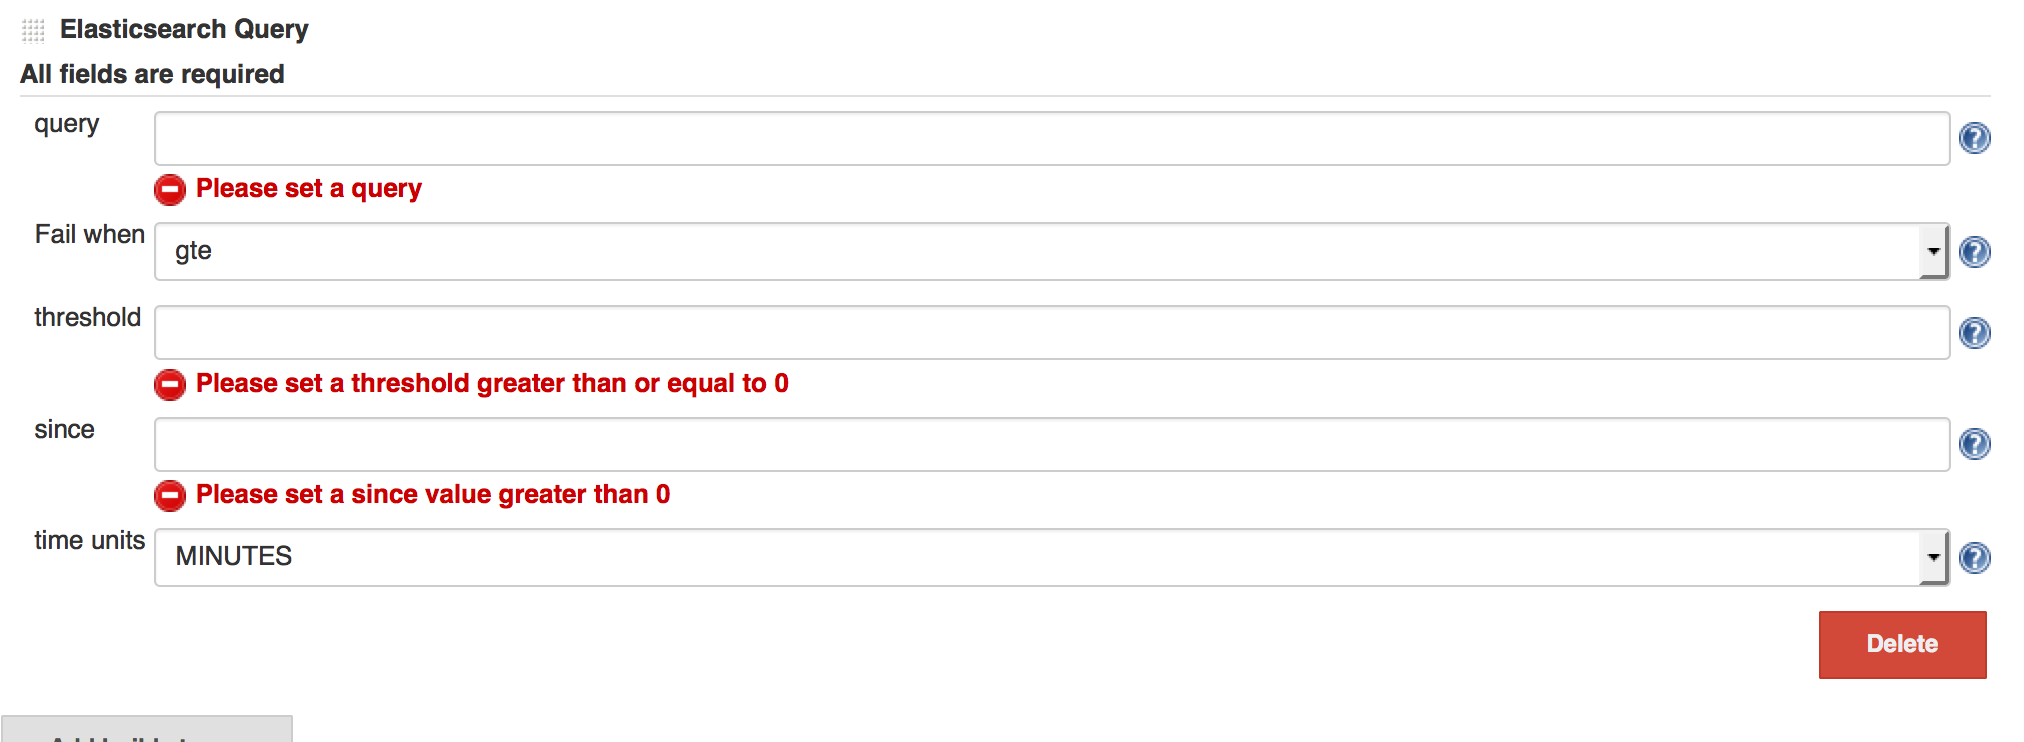 Elasticsearch Query
All fields are required
query
Please set a query
Fail when
gte
threshold
Please set a threshold greater than or equal to 0
since
Please set a since value greater than 0
time units
MINUTES
Delete